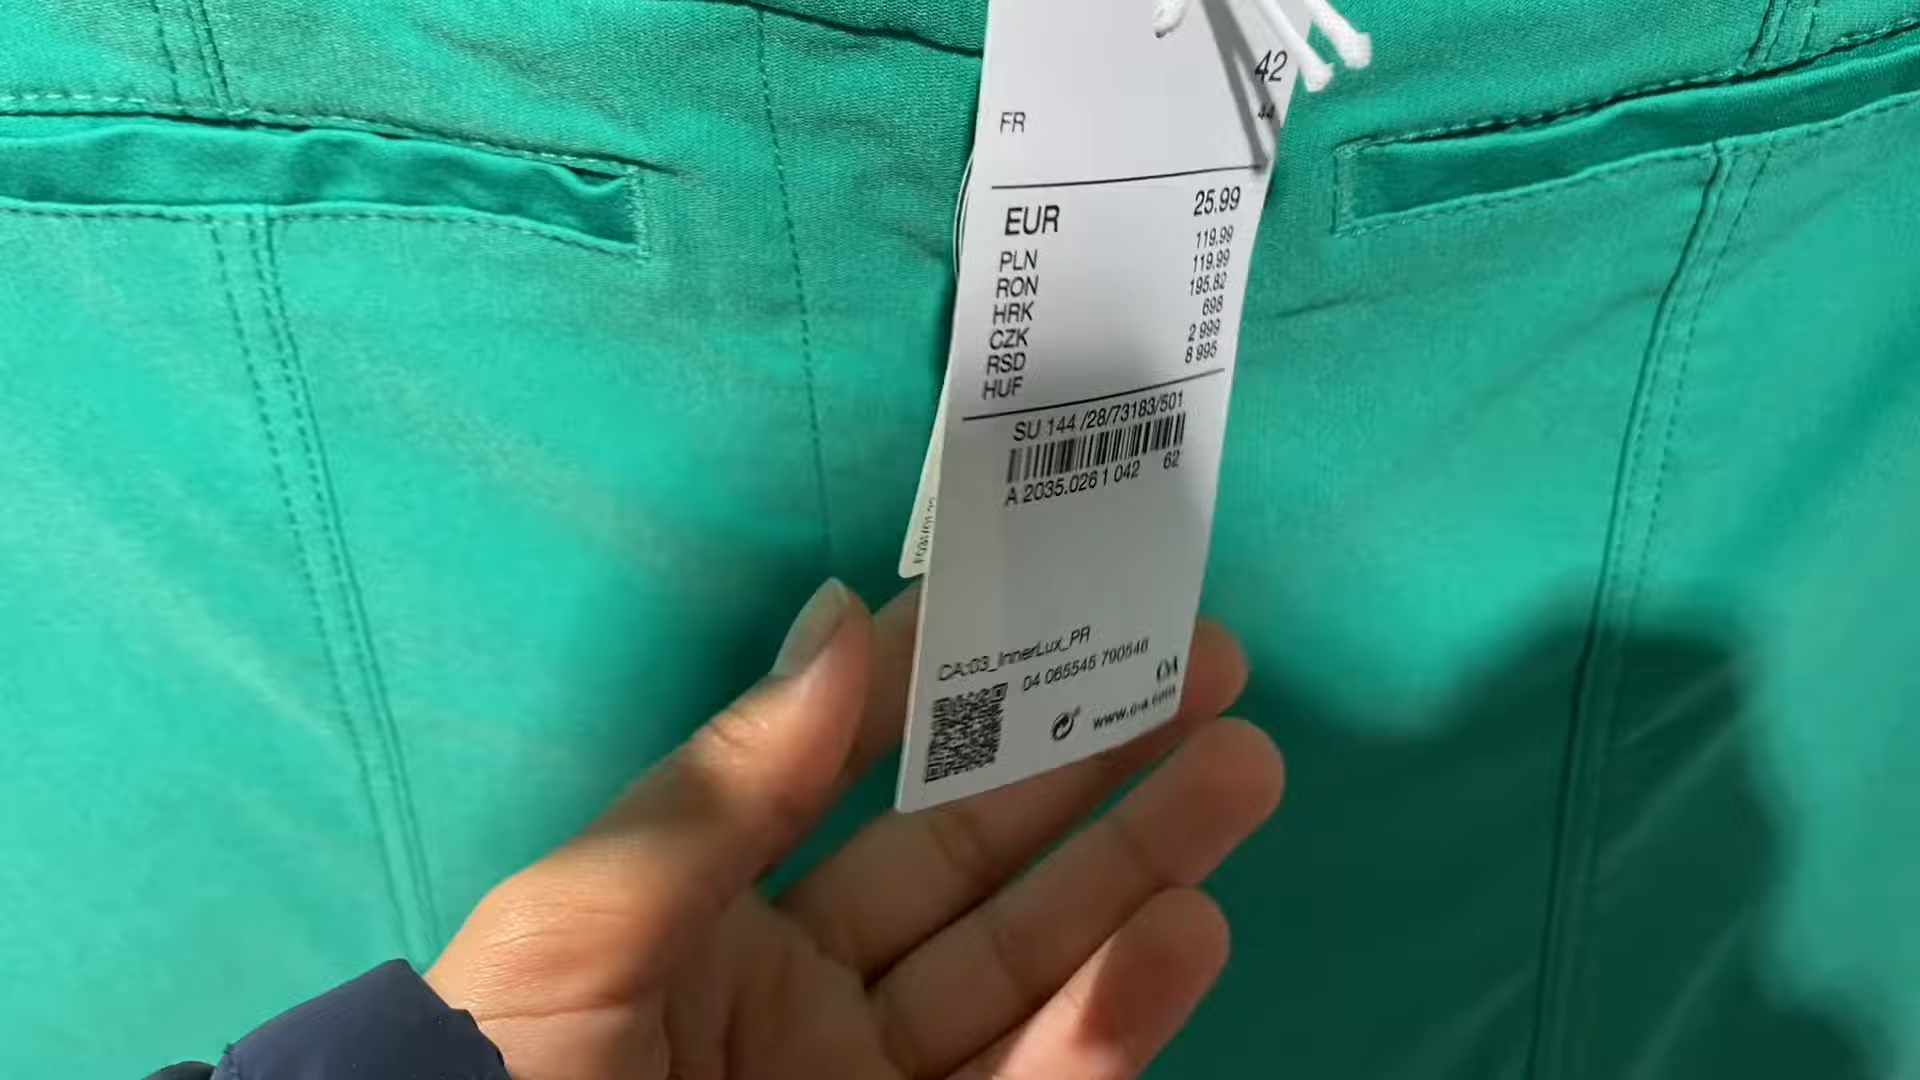 42
FR 44
EUR 25.99
PLN 119.99
RON 119.99
HRK 195.82
CZK 698
RSD 2 999
HUF 8 995
SU 144 /28/73183/501
A 2035.026 1 042 62
CA:03_InnerLux_PR
04 065545 790546
C&A
www.c-a.com